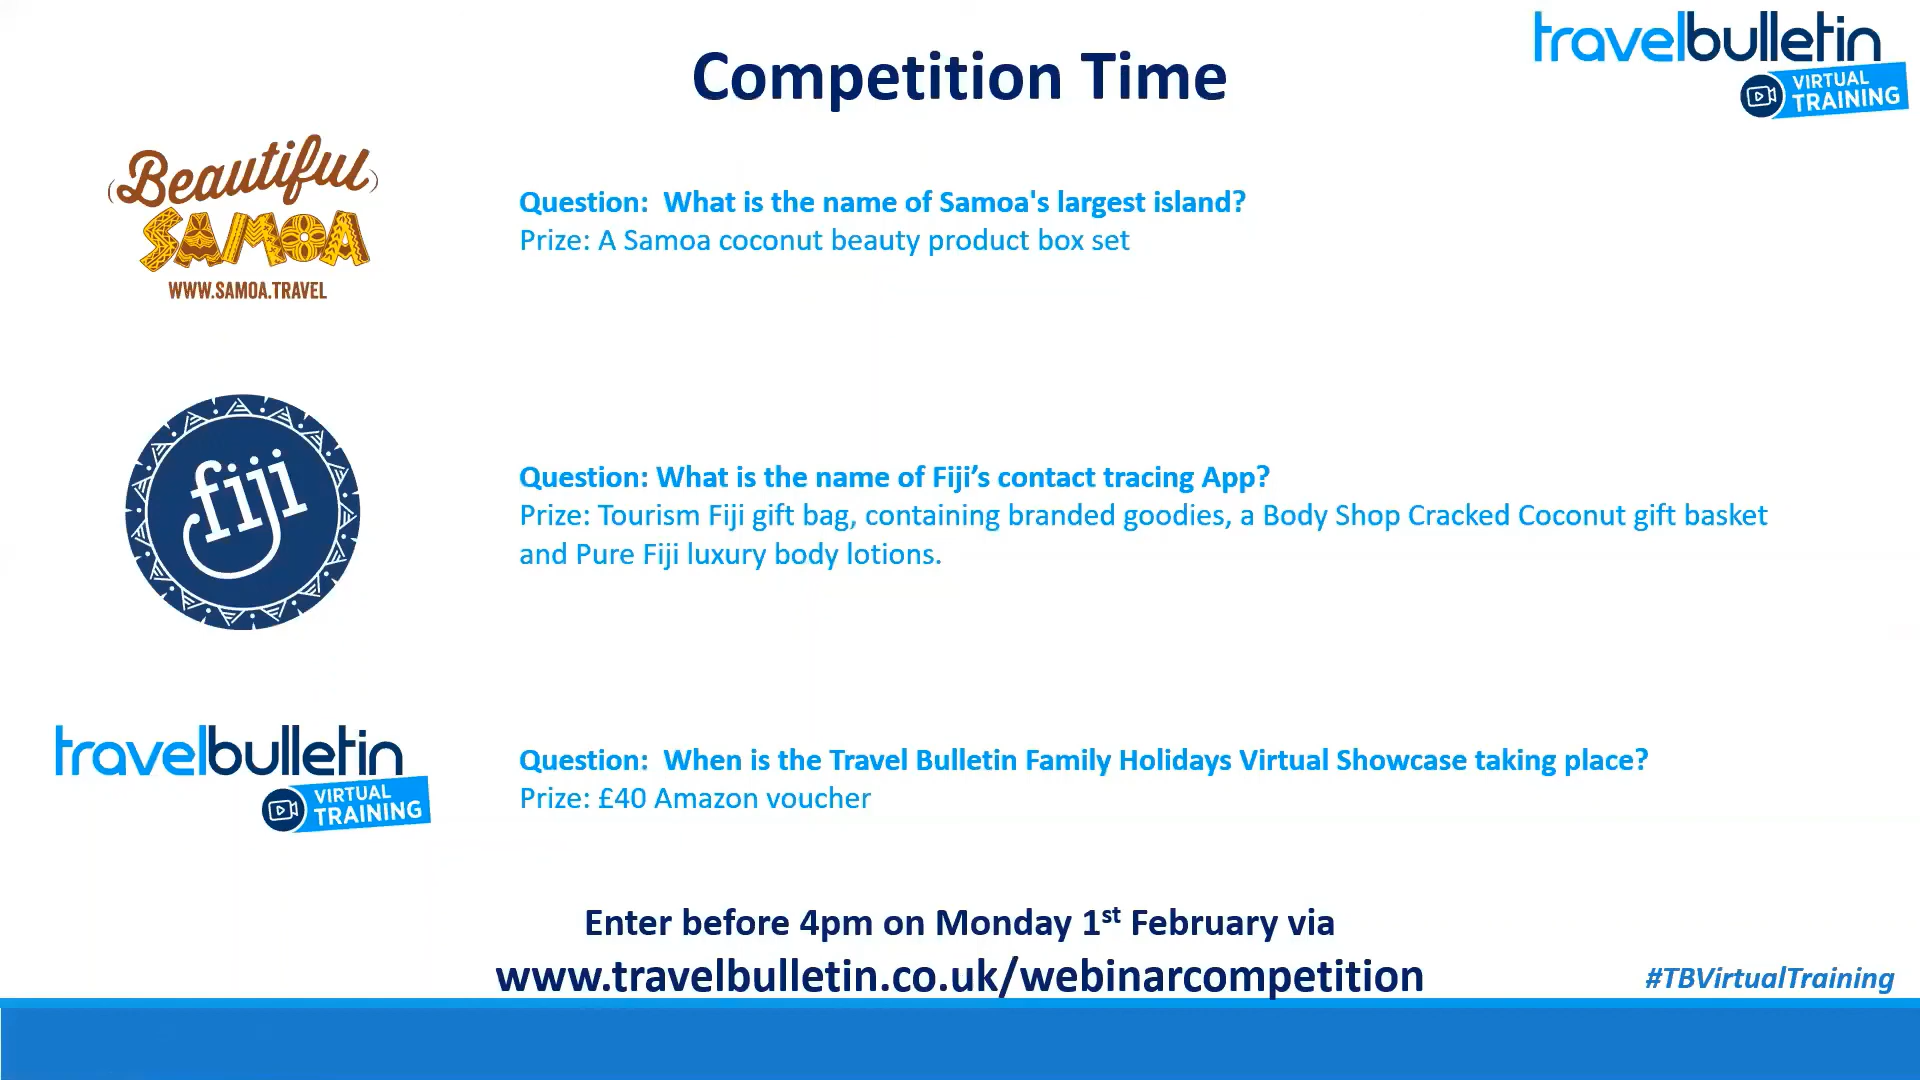 Competition Time
travelbulletin
VIRTUAL
TRAINING
Beautiful
SAMOA
WWW.SAMOA.TRAVEL
Question:  What is the name of Samoa's largest island?
Prize: A Samoa coconut beauty product box set
fiji
Question: What is the name of Fiji’s contact tracing App?
Prize: Tourism Fiji gift bag, containing branded goodies, a Body Shop Cracked Coconut gift basket
and Pure Fiji luxury body lotions.
travelbulletin
VIRTUAL
TRAINING
Question:  When is the Travel Bulletin Family Holidays Virtual Showcase taking place?
Prize: £40 Amazon voucher
Enter before 4pm on Monday 1st February via
www.travelbulletin.co.uk/webinarcompetition
#TBVirtualTraining